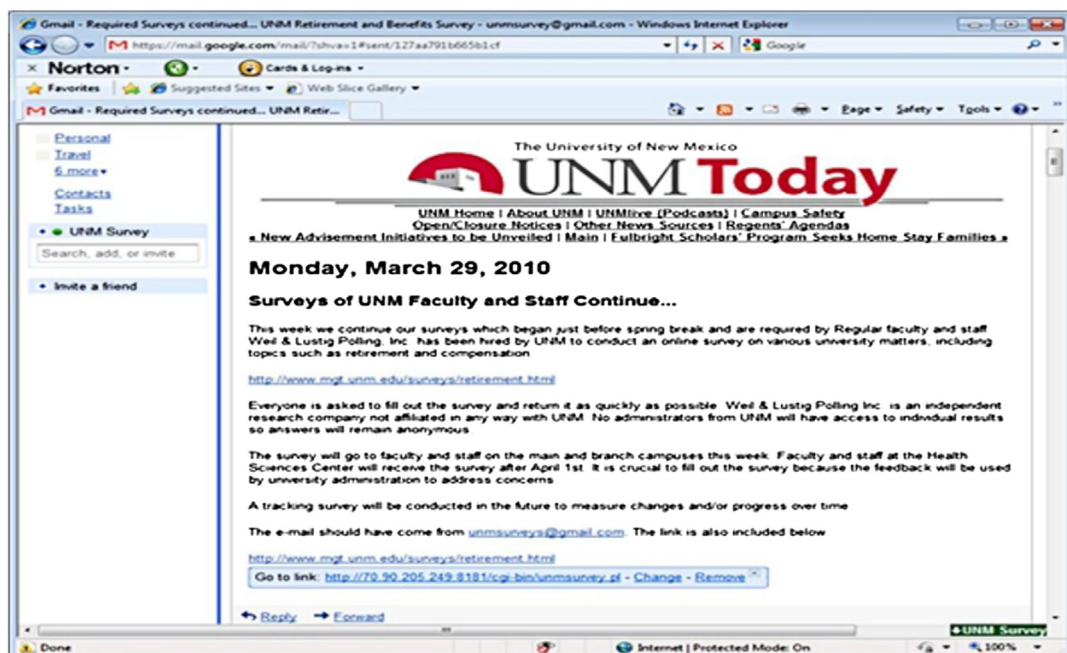 Gmail - Required Surveys continued... UNM Retirement and Benefits Survey - unmsurvey@gmail.com - Windows Internet Explorer
https://mail.google.com/mail/?shva=1#sent/127aa791b665b1cf
Google
Norton
Cards & Log-ins
Favorites Suggested Sites Web Slice Gallery
Gmail - Required Surveys continued... UNM Retir...
Page Safety Tools
Personal
Travel
6 more
Contacts
Tasks
UNM Survey
Search, add, or invite
Invite a friend
The University of New Mexico
UNM Today
UNM Home | About UNM | UNMlive (Podcasts) | Campus Safety
Open/Closure Notices | Other News Sources | Regents' Agendas
« New Advisement Initiatives to be Unveiled | Main | Fulbright Scholars' Program Seeks Home Stay Families »
Monday, March 29, 2010
Surveys of UNM Faculty and Staff Continue...
This week we continue our surveys which began just before spring break and are required by Regular faculty and staff
Weil & Lustig Polling, Inc. has been hired by UNM to conduct an online survey on various university matters, including
topics such as retirement and compensation
http://www.mgt.unm.edu/surveys/retirement.html
Everyone is asked to fill out the survey and return it as quickly as possible. Weil & Lustig Polling Inc. is an independent
research company not affiliated in any way with UNM. No administrators from UNM will have access to individual results
so answers will remain anonymous
The survey will go to faculty and staff on the main and branch campuses this week. Faculty and staff at the Health
Sciences Center will receive the survey after April 1st. It is crucial to fill out the survey because the feedback will be used
by university administration to address concerns
A tracking survey will be conducted in the future to measure changes and/or progress over time
The e-mail should have come from unmsurveys@gmail.com. The link is also included below
http://www.mgt.unm.edu/surveys/retirement.html
Go to link: http://70.90.205.249:8181/cgi-bin/unmsurvey.pl - Change - Remove
Reply Forward
UNM Survey
Done
Internet | Protected Mode: On
100%